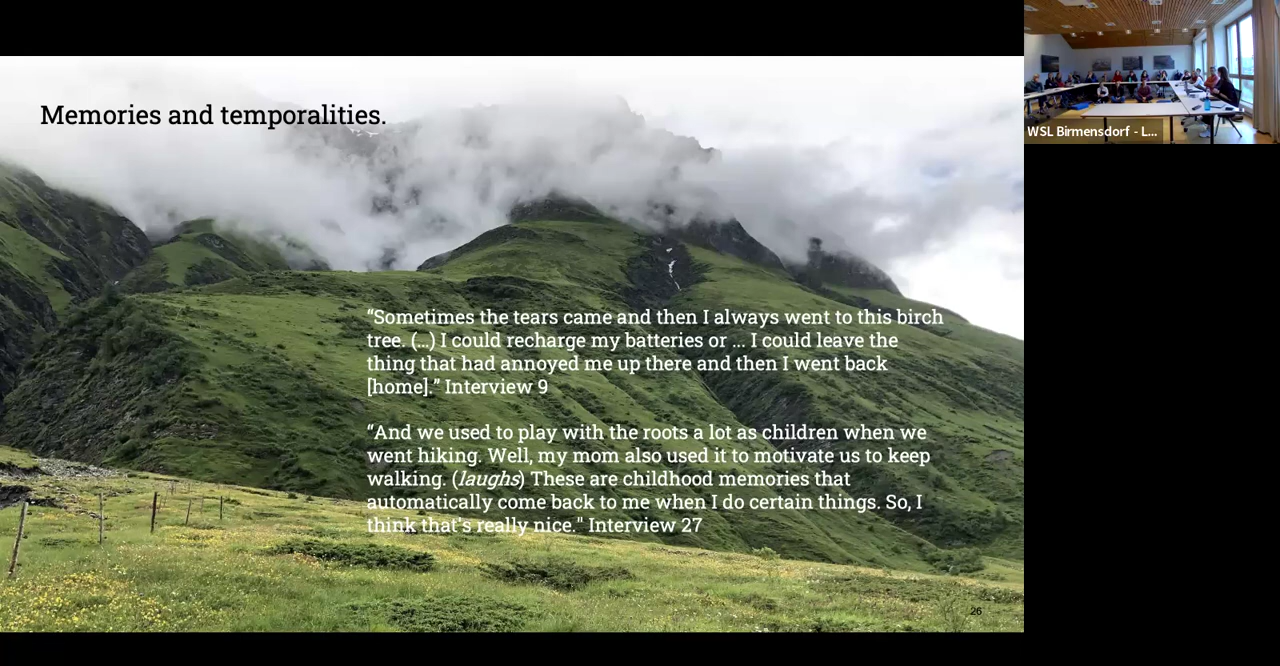 Memories and temporalities.
WSL Birmensdorf - L...
“Sometimes the tears came and then I always went to this birch
tree. (…) I could recharge my batteries or ... I could leave the
thing that had annoyed me up there and then I went back
[home].” Interview 9
“And we used to play with the roots a lot as children when we
went hiking. Well, my mom also used it to motivate us to keep
walking. (laughs) These are childhood memories that
automatically come back to me when I do certain things. So, I
think that's really nice." Interview 27
26